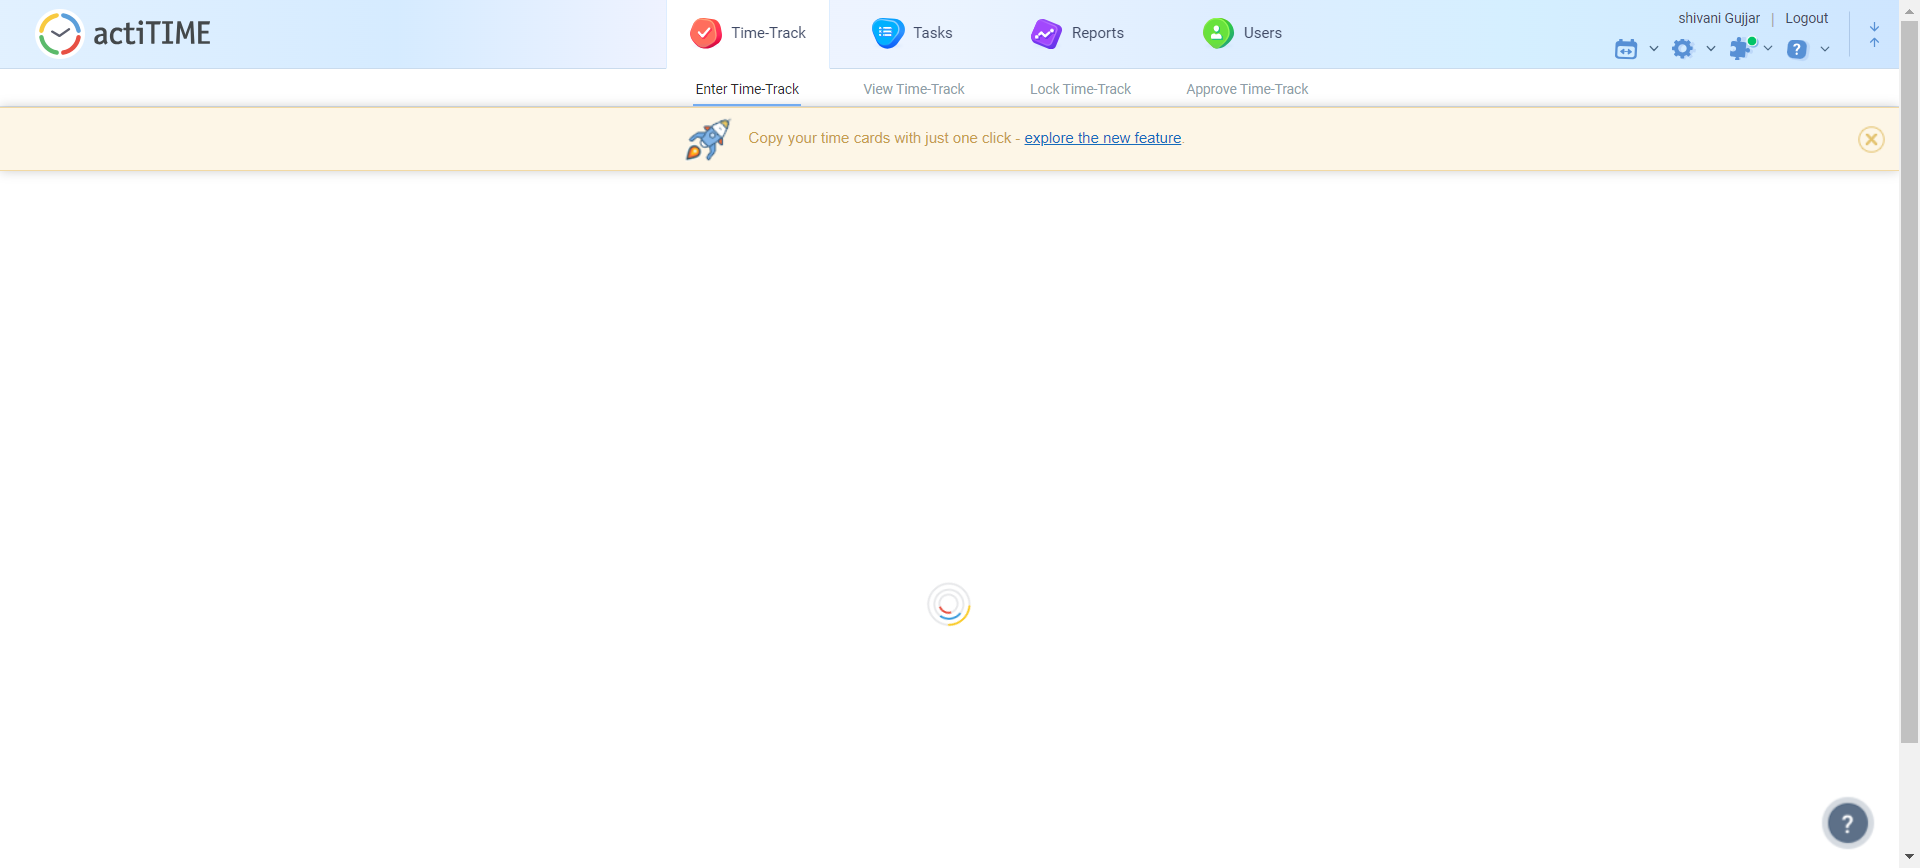 actiTIME
Time-Track
Tasks
Reports
Users
shivani Gujjar | Logout
Enter Time-Track
View Time-Track
Lock Time-Track
Approve Time-Track
Copy your time cards with just one click - explore the new feature.
?
?